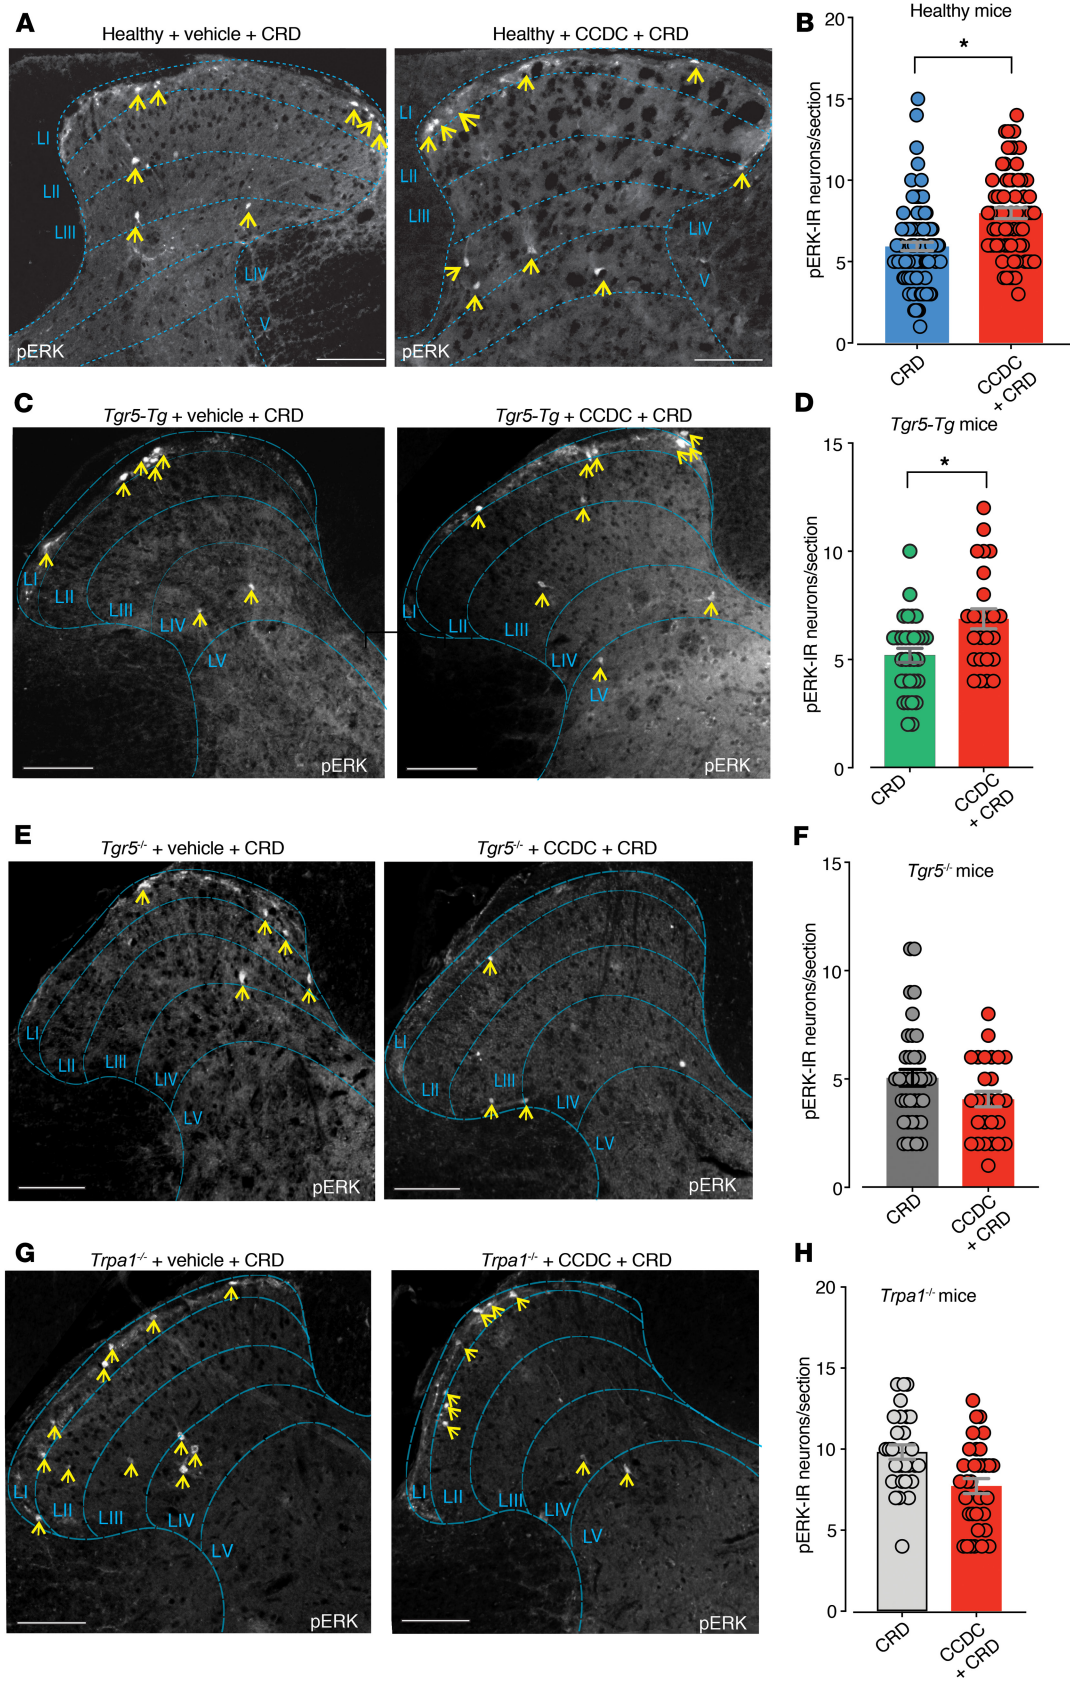 A
Healthy + vehicle + CRD
Healthy + CCDC + CRD
LI
LII
LIII
LIV
V
pERK
LI
LII
LIII
LIV
V
pERK
B
Healthy mice
*
pERK-IR neurons/section
20
15
10
5
0
CRD
CCDC
+ CRD
C
Tgr5-Tg + vehicle + CRD
Tgr5-Tg + CCDC + CRD
LI
LII
LIII
LIV
LV
pERK
LI
LII
LIII
LIV
LV
pERK
D
Tgr5-Tg mice
*
pERK-IR neurons/section
15
10
5
0
CRD
CCDC
+ CRD
E
Tgr5-/- + vehicle + CRD
Tgr5-/- + CCDC + CRD
LI
LII
LIII
LIV
LV
pERK
LI
LII
LIII
LIV
LV
pERK
F
Tgr5-/- mice
pERK-IR neurons/section
15
10
5
0
CRD
CCDC
+ CRD
G
Trpa1-/- + vehicle + CRD
Trpa1-/- + CCDC + CRD
LI
LII
LIII
LIV
LV
pERK
LI
LII
LIII
LIV
LV
pERK
H
Trpa1-/- mice
pERK-IR neurons/section
20
15
10
5
0
CRD
CCDC
+ CRD